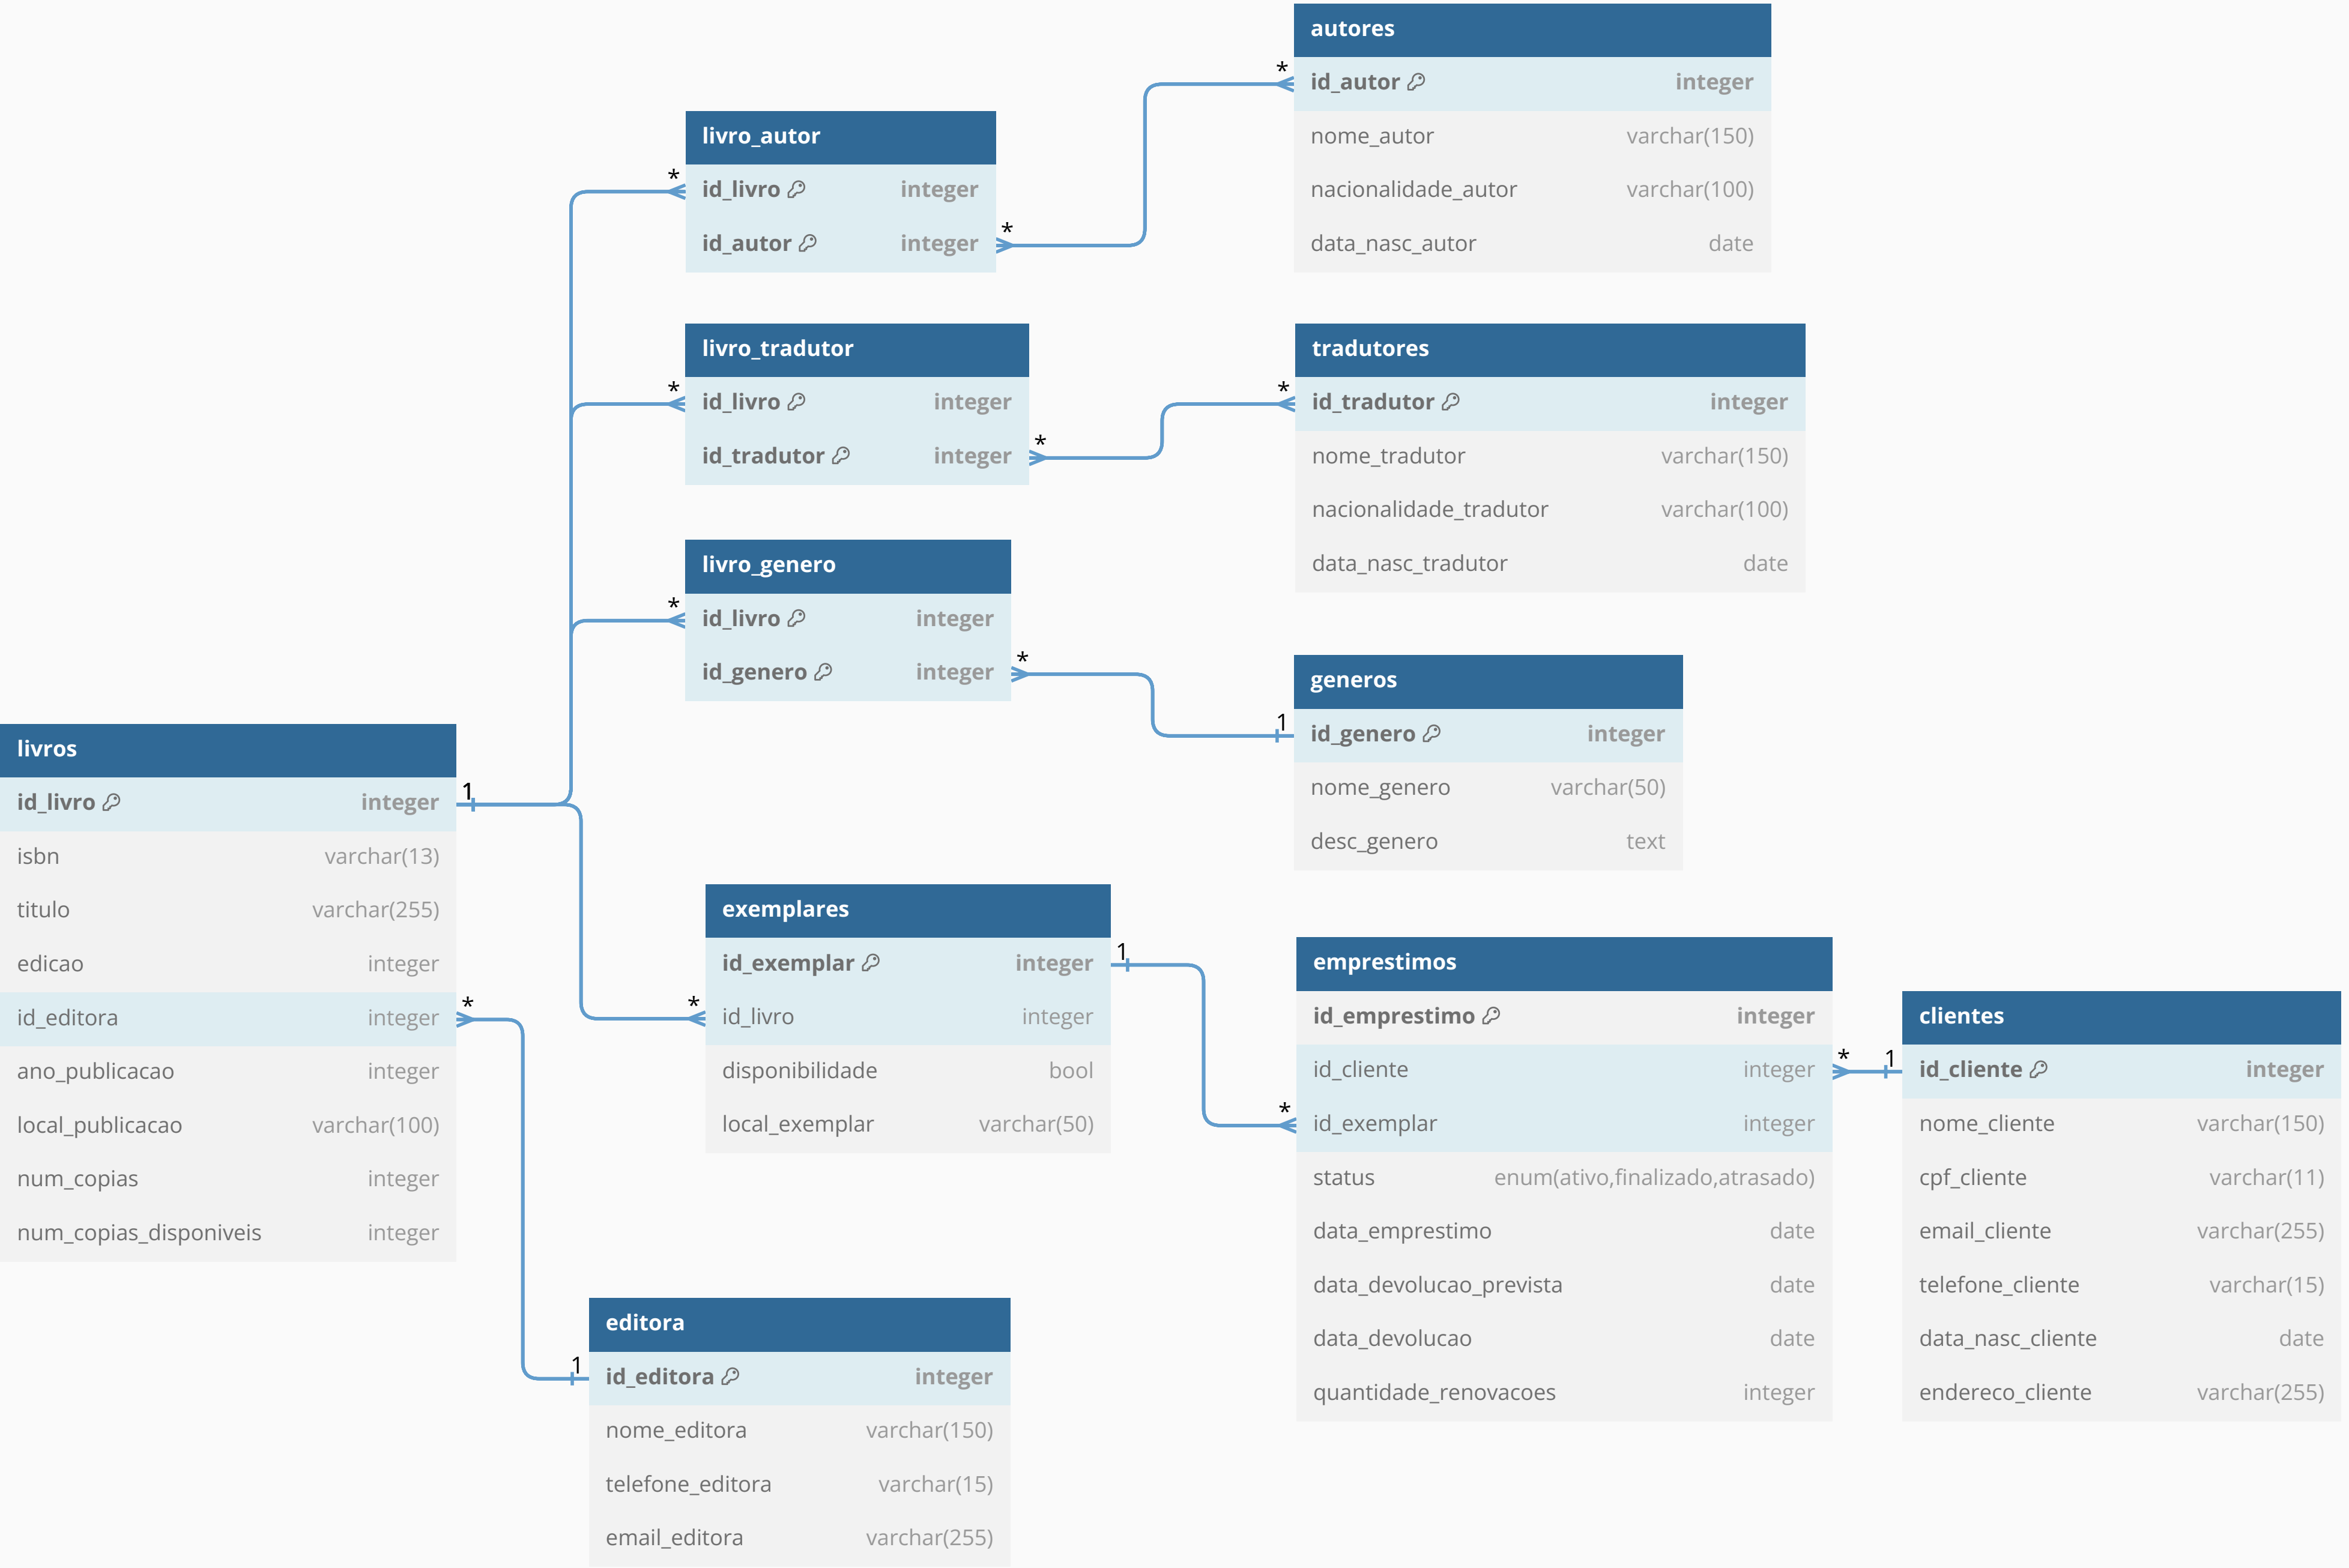 autores
id_autor integer
nome_autor varchar(150)
nacionalidade_autor varchar(100)
data_nasc_autor date
livro_autor
id_livro integer
id_autor integer
livro_tradutor
id_livro integer
id_tradutor integer
tradutores
id_tradutor integer
nome_tradutor varchar(150)
nacionalidade_tradutor varchar(100)
data_nasc_tradutor date
livro_genero
id_livro integer
id_genero integer
generos
id_genero integer
nome_genero varchar(50)
desc_genero text
livros
id_livro integer
isbn varchar(13)
titulo varchar(255)
edicao integer
id_editora integer
ano_publicacao integer
local_publicacao varchar(100)
num_copias integer
num_copias_disponiveis integer
exemplares
id_exemplar integer
id_livro integer
disponibilidade bool
local_exemplar varchar(50)
emprestimos
id_emprestimo integer
id_cliente integer
id_exemplar integer
status enum(ativo,finalizado,atrasado)
data_emprestimo date
data_devolucao_prevista date
data_devolucao date
quantidade_renovacoes integer
clientes
id_cliente integer
nome_cliente varchar(150)
cpf_cliente varchar(11)
email_cliente varchar(255)
telefone_cliente varchar(15)
data_nasc_cliente date
endereco_cliente varchar(255)
editora
id_editora integer
nome_editora varchar(150)
telefone_editora varchar(15)
email_editora varchar(255)
*
*
*
*
*
*
*
*
1
1
*
*
1
*
*
1
1